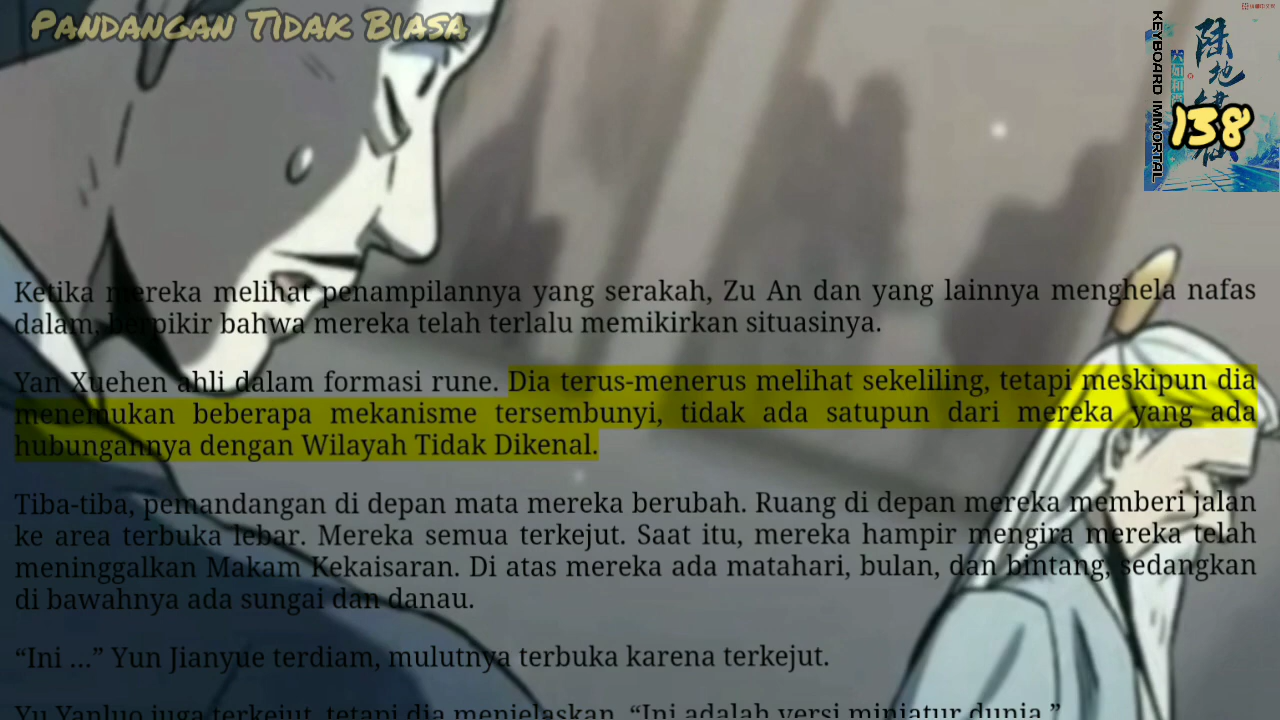 Pandangan Tidak Biasa
KEYBOARD IMMORTAL
陆地键仙
138
Ketika mereka melihat penampilannya yang serakah, Zu An dan yang lainnya menghela nafas
dalam, berpikir bahwa mereka telah terlalu memikirkan situasinya.
Yan Xuehen ahli dalam formasi rune. Dia terus-menerus melihat sekeliling, tetapi meskipun dia
menemukan beberapa mekanisme tersembunyi, tidak ada satupun dari mereka yang ada
hubungannya dengan Wilayah Tidak Dikenal.
Tiba-tiba, pemandangan di depan mata mereka berubah. Ruang di depan mereka memberi jalan
ke area terbuka lebar. Mereka semua terkejut. Saat itu, mereka hampir mengira mereka telah
meninggalkan Makam Kekaisaran. Di atas mereka ada matahari, bulan, dan bintang, sedangkan
di bawahnya ada sungai dan danau.
“Ini ...” Yun Jianyue terdiam, mulutnya terbuka karena terkejut.
Yu Yanluo juga terkejut, tetapi dia menjelaskan, “Ini adalah versi miniatur dunia.”